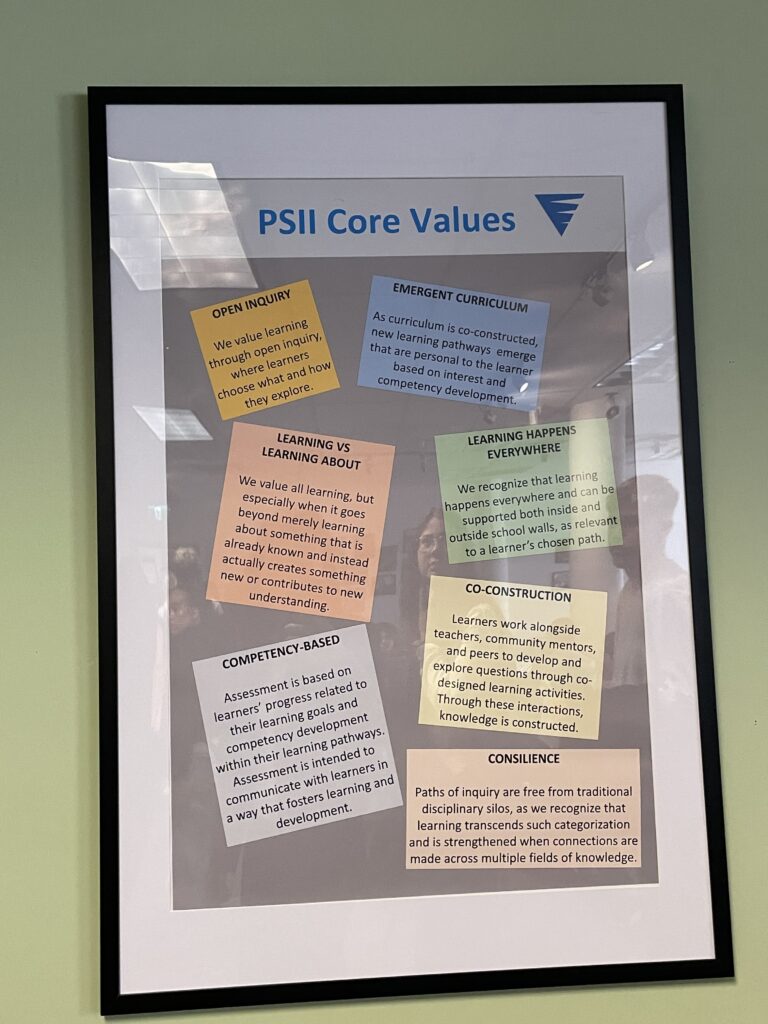 PSII Core Values
OPEN INQUIRY
We value learning
through open inquiry,
where learners
choose what and how
they explore.
EMERGENT CURRICULUM
As curriculum is co-constructed,
new learning pathways emerge
that are personal to the learner
based on interest and
competency development.
LEARNING VS
LEARNING ABOUT
We value all learning, but
especially when it goes
beyond merely learning
about something that is
already known and instead
actually creates something
new or contributes to new
understanding.
LEARNING HAPPENS
EVERYWHERE
We recognize that learning
happens everywhere and can be
supported both inside and
outside school walls, as relevant
to a learner's chosen path.
CO-CONSTRUCTION
Learners work alongside
teachers, community mentors,
and peers to develop and
explore questions through co-
designed learning activities.
Through these interactions,
knowledge is constructed.
COMPETENCY-BASED
Assessment is based on
learners' progress related to
their learning goals and
competency development
within their learning pathways.
Assessment is intended to
communicate with learners in
a way that fosters learning and
development.
CONSILIENCE
Paths of inquiry are free from traditional
disciplinary silos, as we recognize that
learning transcends such categorization
and is strengthened when connections are
made across multiple fields of knowledge.